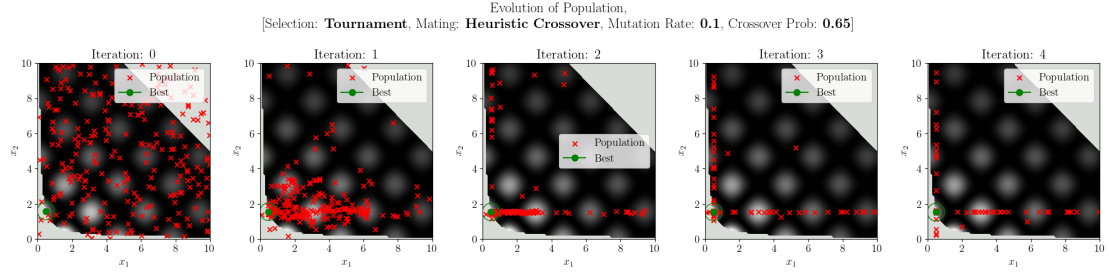 Evolution of Population,
[Selection: Tournament, Mating: Heuristic Crossover, Mutation Rate: 0.1, Crossover Prob: 0.65]
Iteration: 0
10
8
6
4
2
0
x2
0 2 4 6 8 10
x1
Population
Best
Iteration: 1
10
8
6
4
2
0
x2
0 2 4 6 8 10
x1
Population
Best
Iteration: 2
10
8
6
4
2
0
x2
0 2 4 6 8 10
x1
Population
Best
Iteration: 3
10
8
6
4
2
0
x2
0 2 4 6 8 10
x1
Population
Best
Iteration: 4
10
8
6
4
2
0
x2
0 2 4 6 8 10
x1
Population
Best